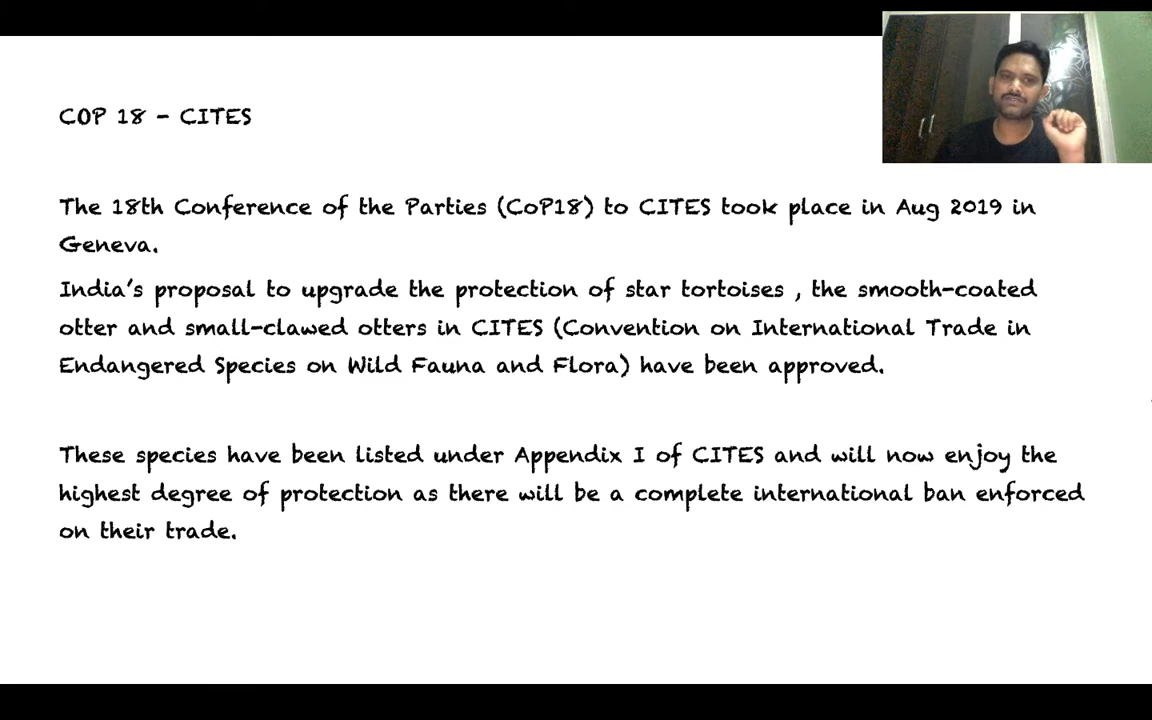 COP 18 - CITES
The 18th Conference of the Parties (CoP18) to CITES took place in Aug 2019 in
Geneva.
India's proposal to upgrade the protection of star tortoises , the smooth-coated
otter and small-clawed otters in CITES (Convention on International Trade in
Endangered Species on Wild Fauna and Flora) have been approved.
These species have been listed under Appendix I of CITES and will now enjoy the
highest degree of protection as there will be a complete international ban enforced
on their trade.